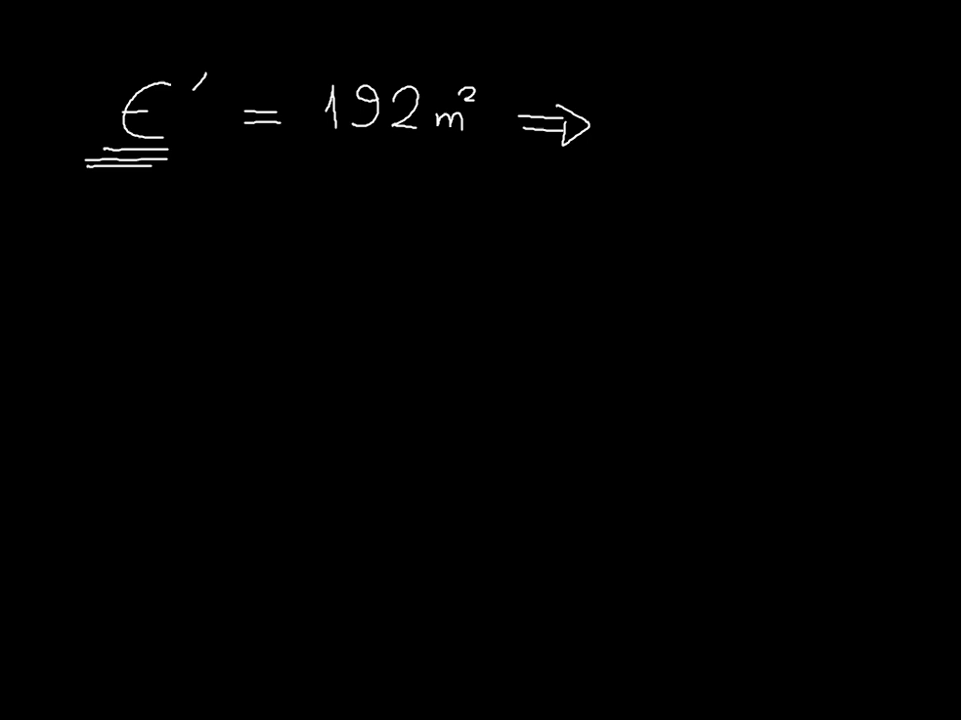 Ε′ = 192 m² ⇒